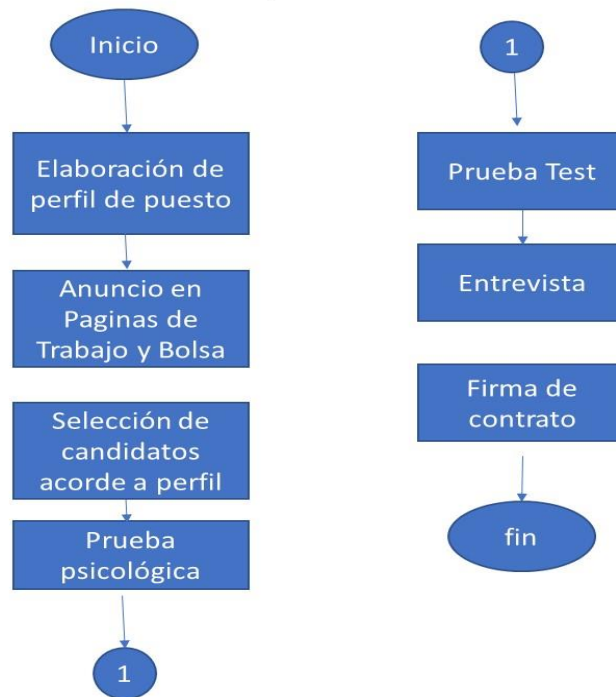 Inicio
Elaboración de
perfil de puesto
Anuncio en
Paginas de
Trabajo y Bolsa
Selección de
candidatos
acorde a perfil
Prueba
psicológica
1
1
Prueba Test
Entrevista
Firma de
contrato
fin